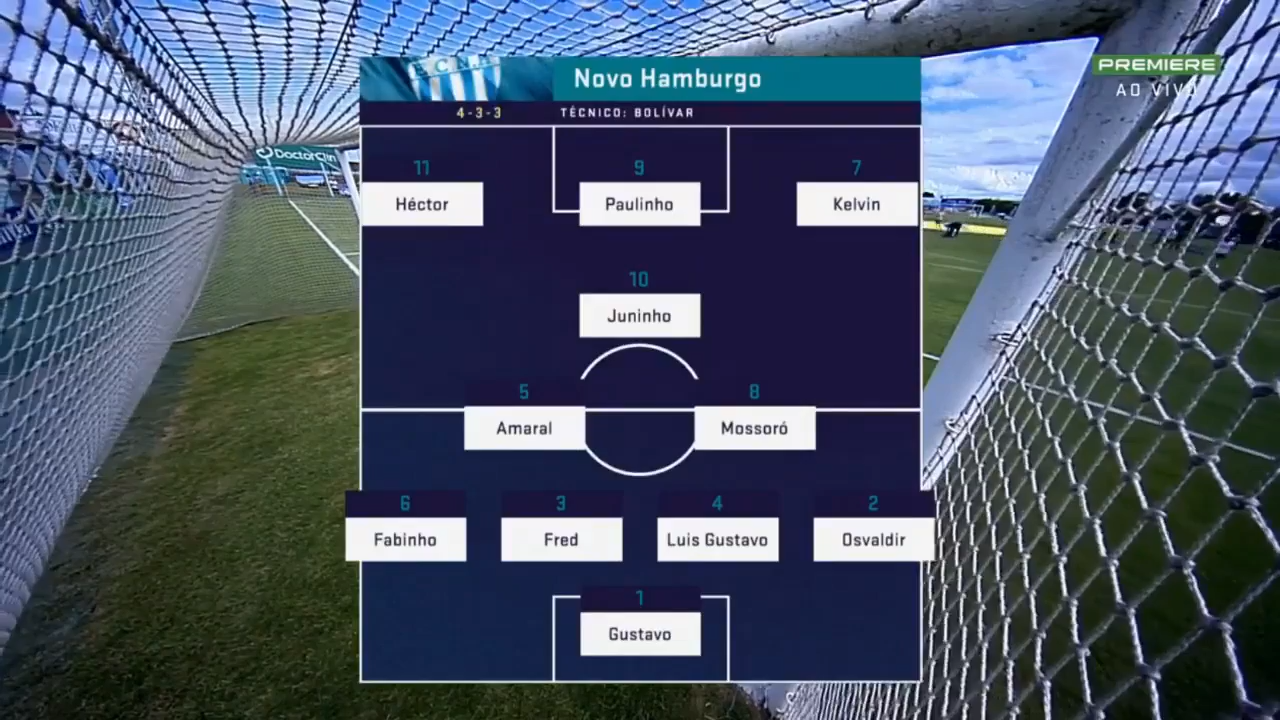 Novo Hamburgo
4-3-3
TÉCNICO: BOLÍVAR
PREMIERE
AO VIVO
DoctorClin
11
Héctor
9
Paulinho
7
Kelvin
10
Juninho
5
Amaral
8
Mossoró
6
Fabinho
3
Fred
4
Luis Gustavo
2
Osvaldir
1
Gustavo